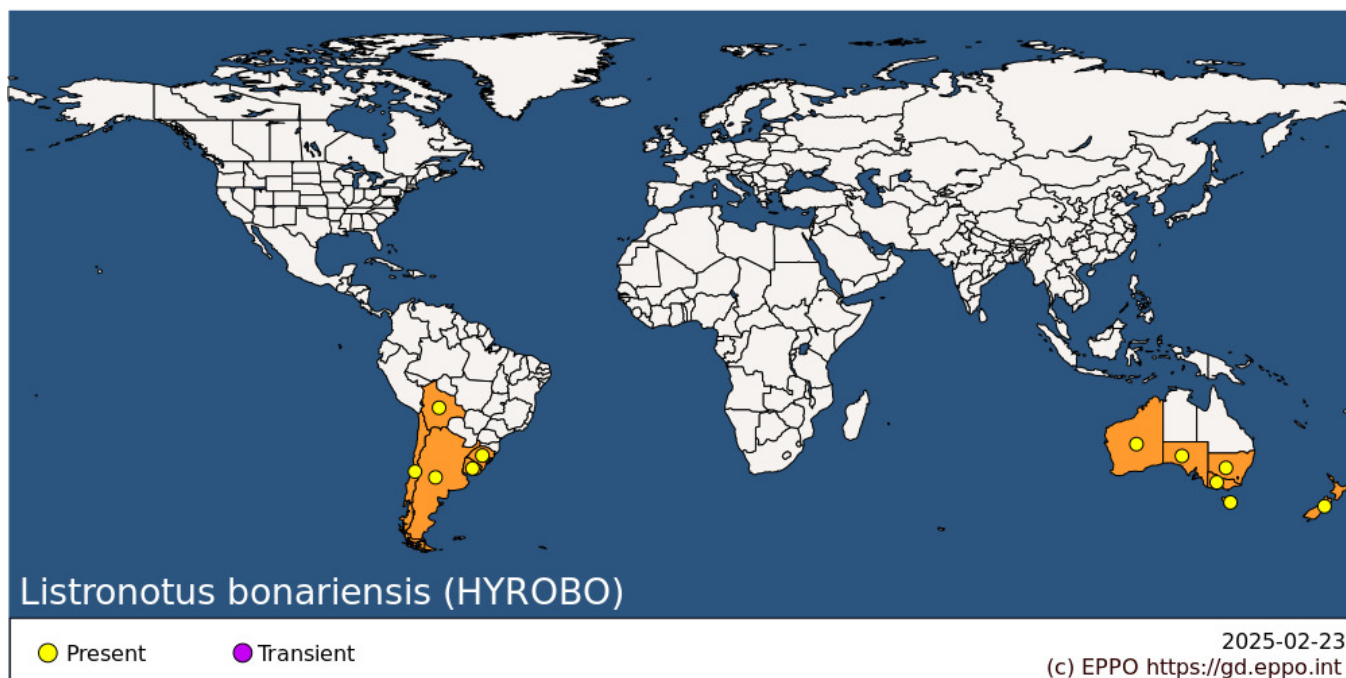 Listronotus bonariensis (HYROBO)
Present
Transient
2025-02-23
(c) EPPO https://gd.eppo.int